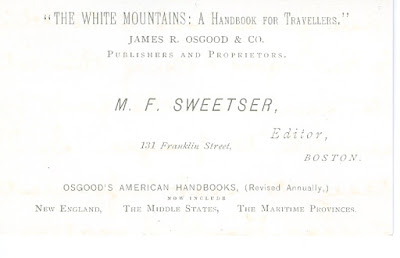 "THE WHITE MOUNTAINS: A HANDBOOK FOR TRAVELLERS."
JAMES R. OSGOOD & CO.
PUBLISHERS AND PROPRIETORS.
M. F. SWEETSER,
Editor,
131 Franklin Street,
BOSTON.
OSGOOD'S AMERICAN HANDBOOKS, (Revised Annually,)
NOW INCLUDE
NEW ENGLAND, THE MIDDLE STATES, THE MARITIME PROVINCES.